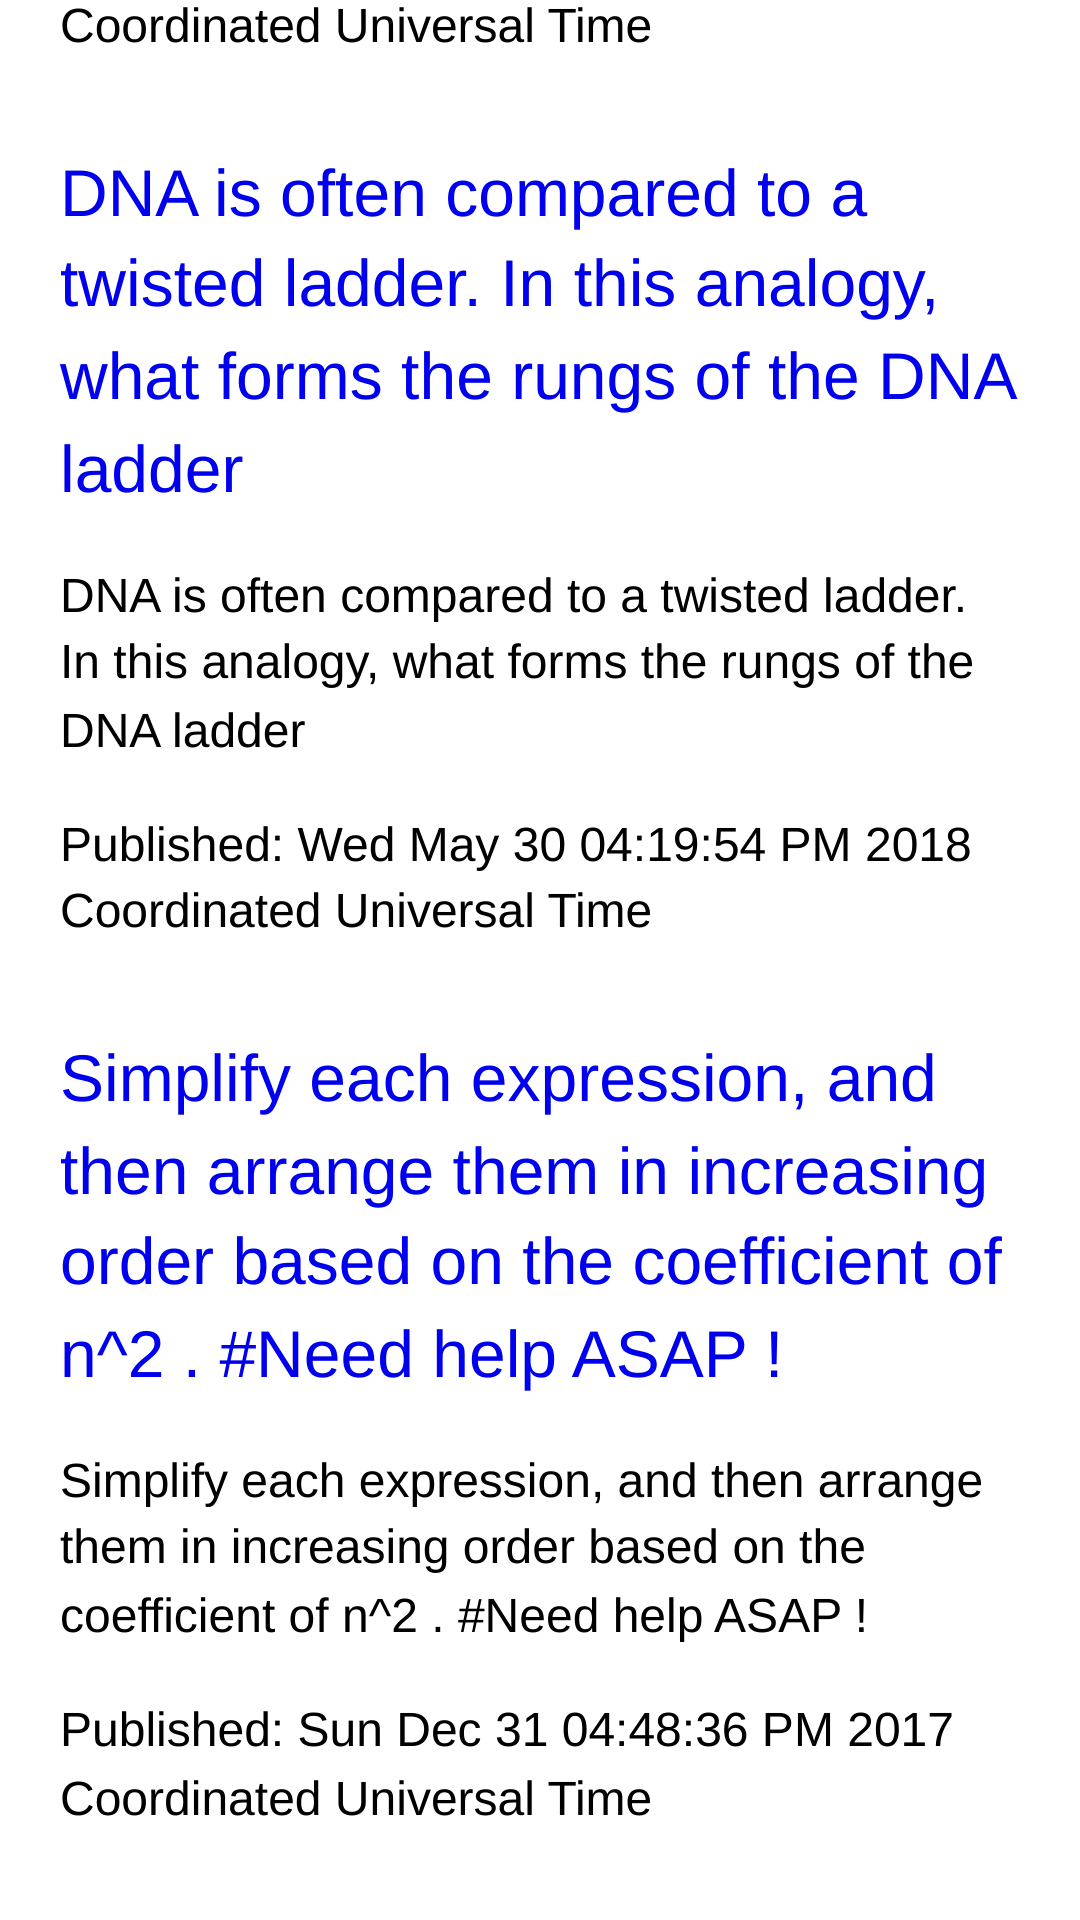 Coordinated Universal Time
DNA is often compared to a
twisted ladder. In this analogy,
what forms the rungs of the DNA
ladder
DNA is often compared to a twisted ladder.
In this analogy, what forms the rungs of the
DNA ladder
Published: Wed May 30 04:19:54 PM 2018
Coordinated Universal Time
Simplify each expression, and
then arrange them in increasing
order based on the coefficient of
n^2 . #Need help ASAP !
Simplify each expression, and then arrange
them in increasing order based on the
coefficient of n^2 . #Need help ASAP !
Published: Sun Dec 31 04:48:36 PM 2017
Coordinated Universal Time